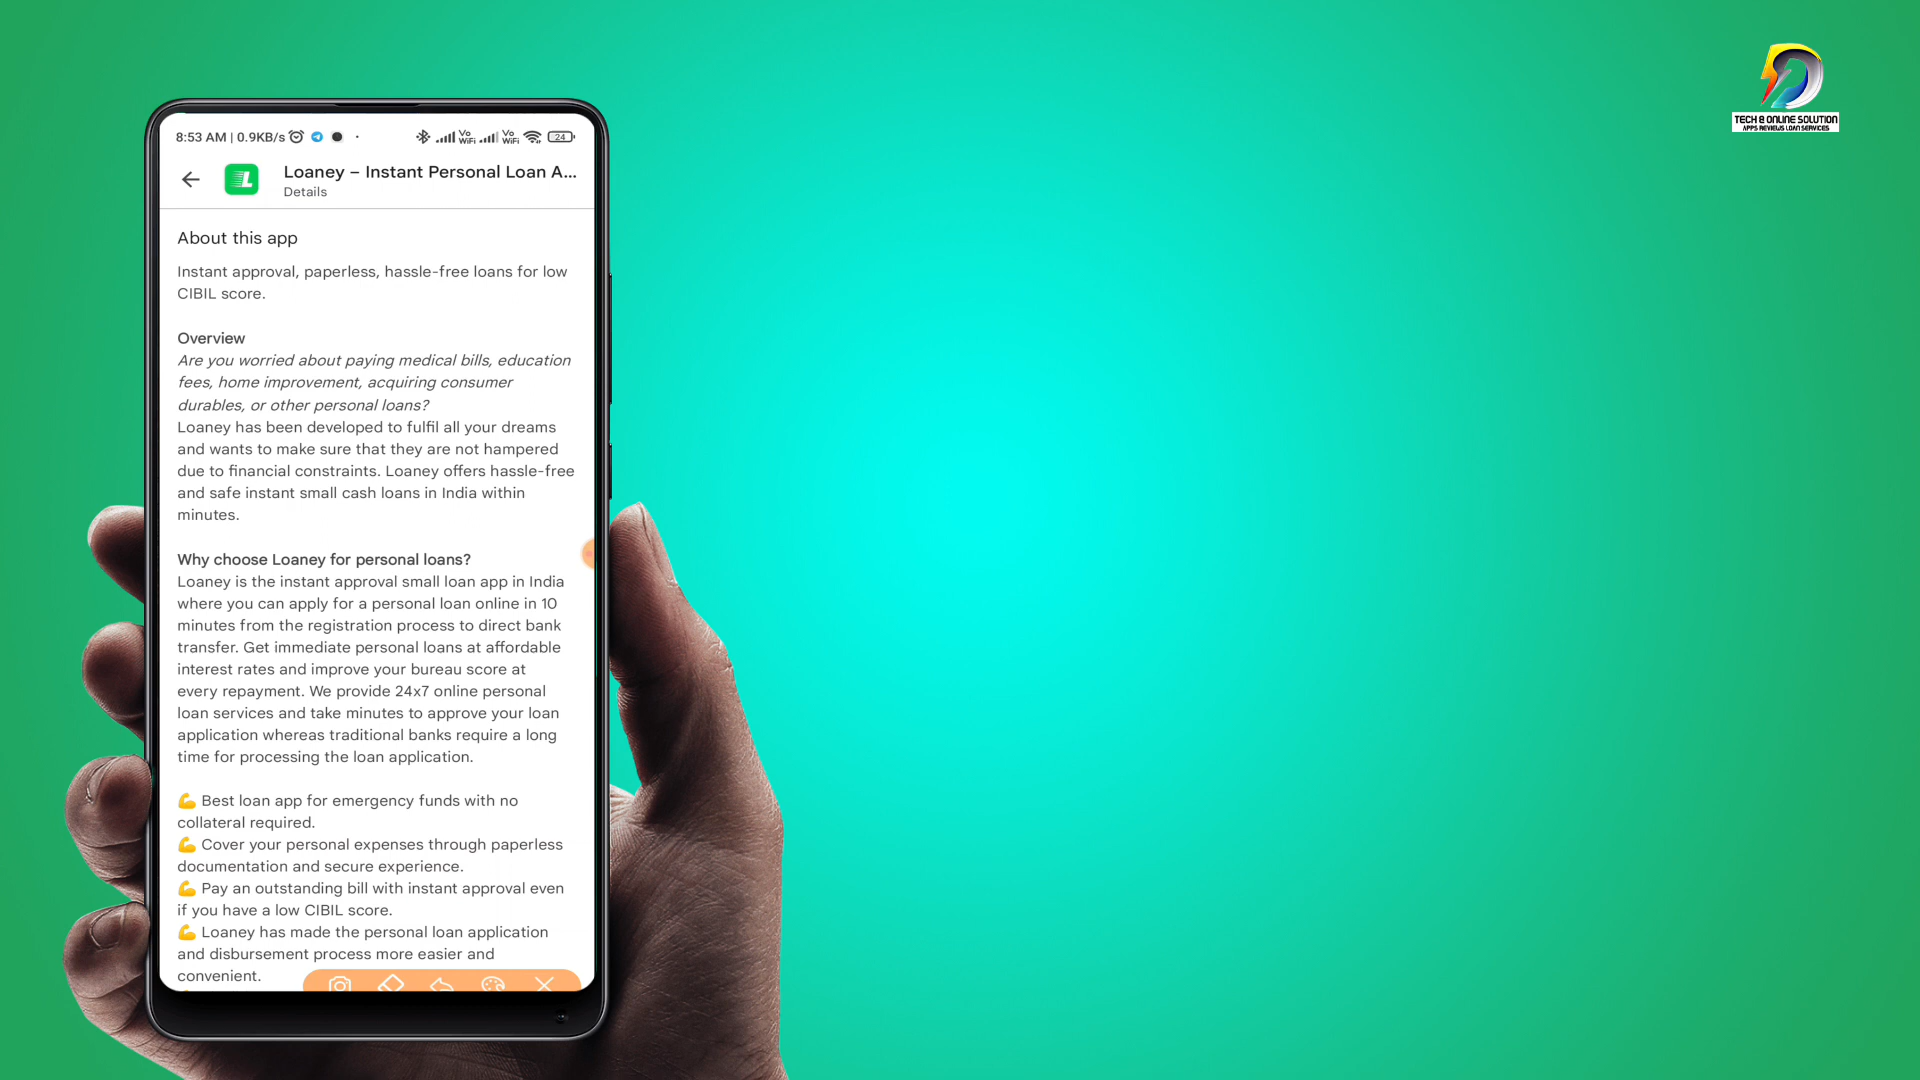 TECH & ONLINE SOLUTION
APPS REVIEWS LOAN SERVICES
8:53 AM | 0.9KB/s
Vo WiFi
Vo WiFi
24
Loaney – Instant Personal Loan A...
Details
About this app
Instant approval, paperless, hassle-free loans for low
CIBIL score.
Overview
Are you worried about paying medical bills, education
fees, home improvement, acquiring consumer
durables, or other personal loans?
Loaney has been developed to fulfil all your dreams
and wants to make sure that they are not hampered
due to financial constraints. Loaney offers hassle-free
and safe instant small cash loans in India within
minutes.
Why choose Loaney for personal loans?
Loaney is the instant approval small loan app in India
where you can apply for a personal loan online in 10
minutes from the registration process to direct bank
transfer. Get immediate personal loans at affordable
interest rates and improve your bureau score at
every repayment. We provide 24x7 online personal
loan services and take minutes to approve your loan
application whereas traditional banks require a long
time for processing the loan application.
💪 Best loan app for emergency funds with no
collateral required.
💪 Cover your personal expenses through paperless
documentation and secure experience.
💪 Pay an outstanding bill with instant approval even
if you have a low CIBIL score.
💪 Loaney has made the personal loan application
and disbursement process more easier and
convenient.